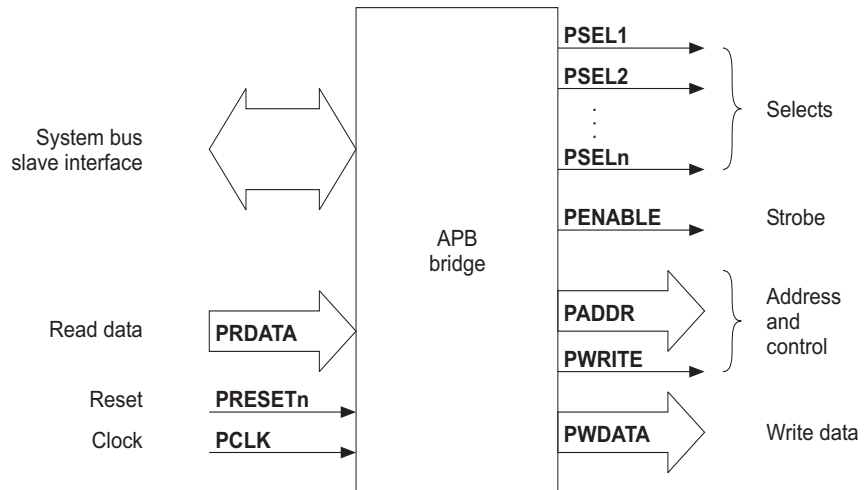 PSEL1
PSEL2
PSELn
Selects
System bus
slave interface
PENABLE
Strobe
APB
bridge
Read data
PRDATA
PADDR
Address
and
control
PWRITE
Reset
PRESETn
Clock
PCLK
PWDATA
Write data